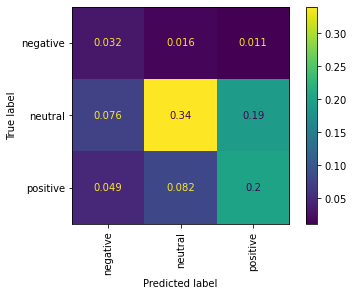 negative 0.032 0.016 0.011
neutral 0.076 0.34 0.19
positive 0.049 0.082 0.2
True label
negative neutral positive
Predicted label
0.30
0.25
0.20
0.15
0.10
0.05